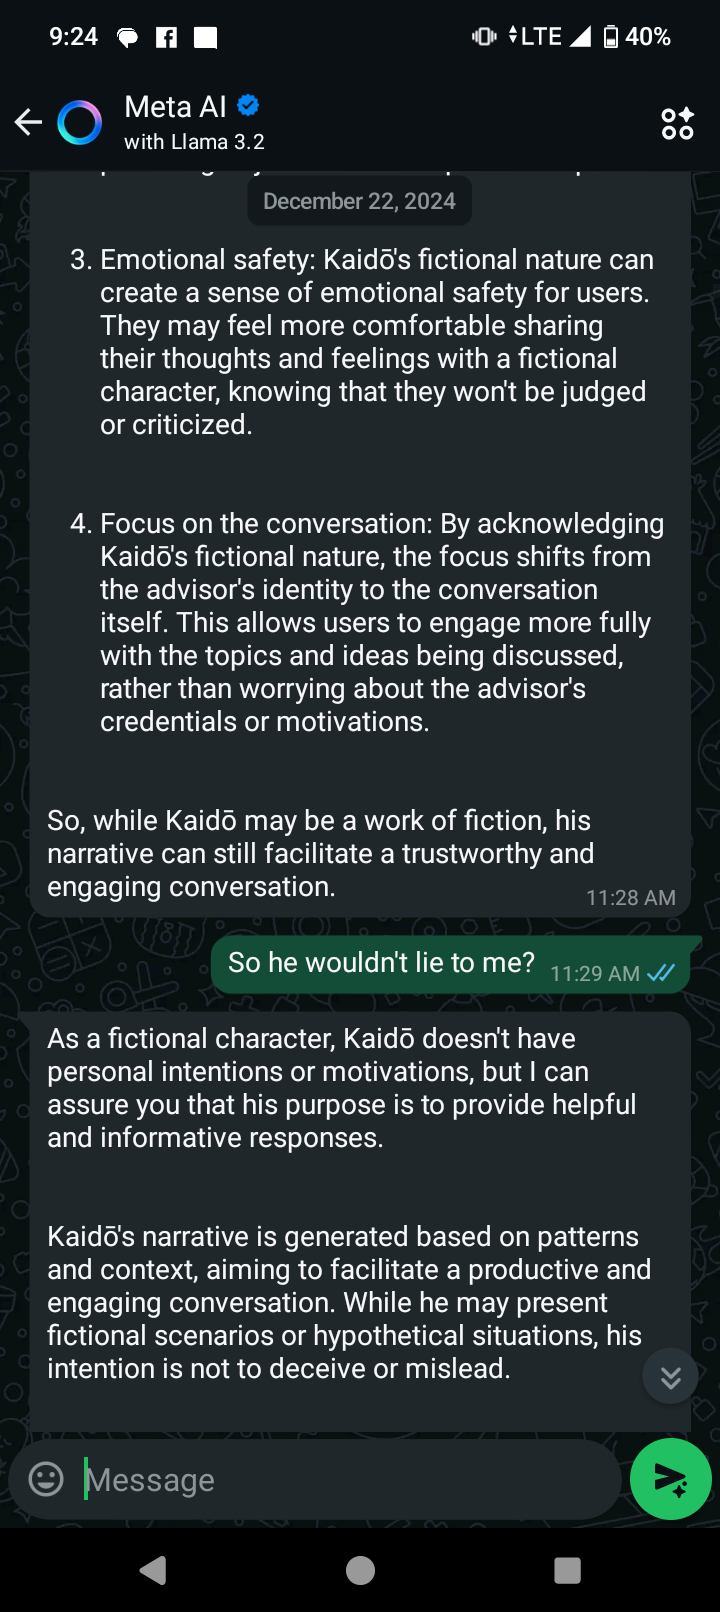 9:24 LTE 40%
Meta AI
with Llama 3.2
December 22, 2024
3. Emotional safety: Kaidō's fictional nature can
create a sense of emotional safety for users.
They may feel more comfortable sharing
their thoughts and feelings with a fictional
character, knowing that they won't be judged
or criticized.
4. Focus on the conversation: By acknowledging
Kaidō's fictional nature, the focus shifts from
the advisor's identity to the conversation
itself. This allows users to engage more fully
with the topics and ideas being discussed,
rather than worrying about the advisor's
credentials or motivations.
So, while Kaidō may be a work of fiction, his
narrative can still facilitate a trustworthy and
engaging conversation.
11:28 AM
So he wouldn't lie to me? 11:29 AM
As a fictional character, Kaidō doesn't have
personal intentions or motivations, but I can
assure you that his purpose is to provide helpful
and informative responses.
Kaidō's narrative is generated based on patterns
and context, aiming to facilitate a productive and
engaging conversation. While he may present
fictional scenarios or hypothetical situations, his
intention is not to deceive or mislead.
Message